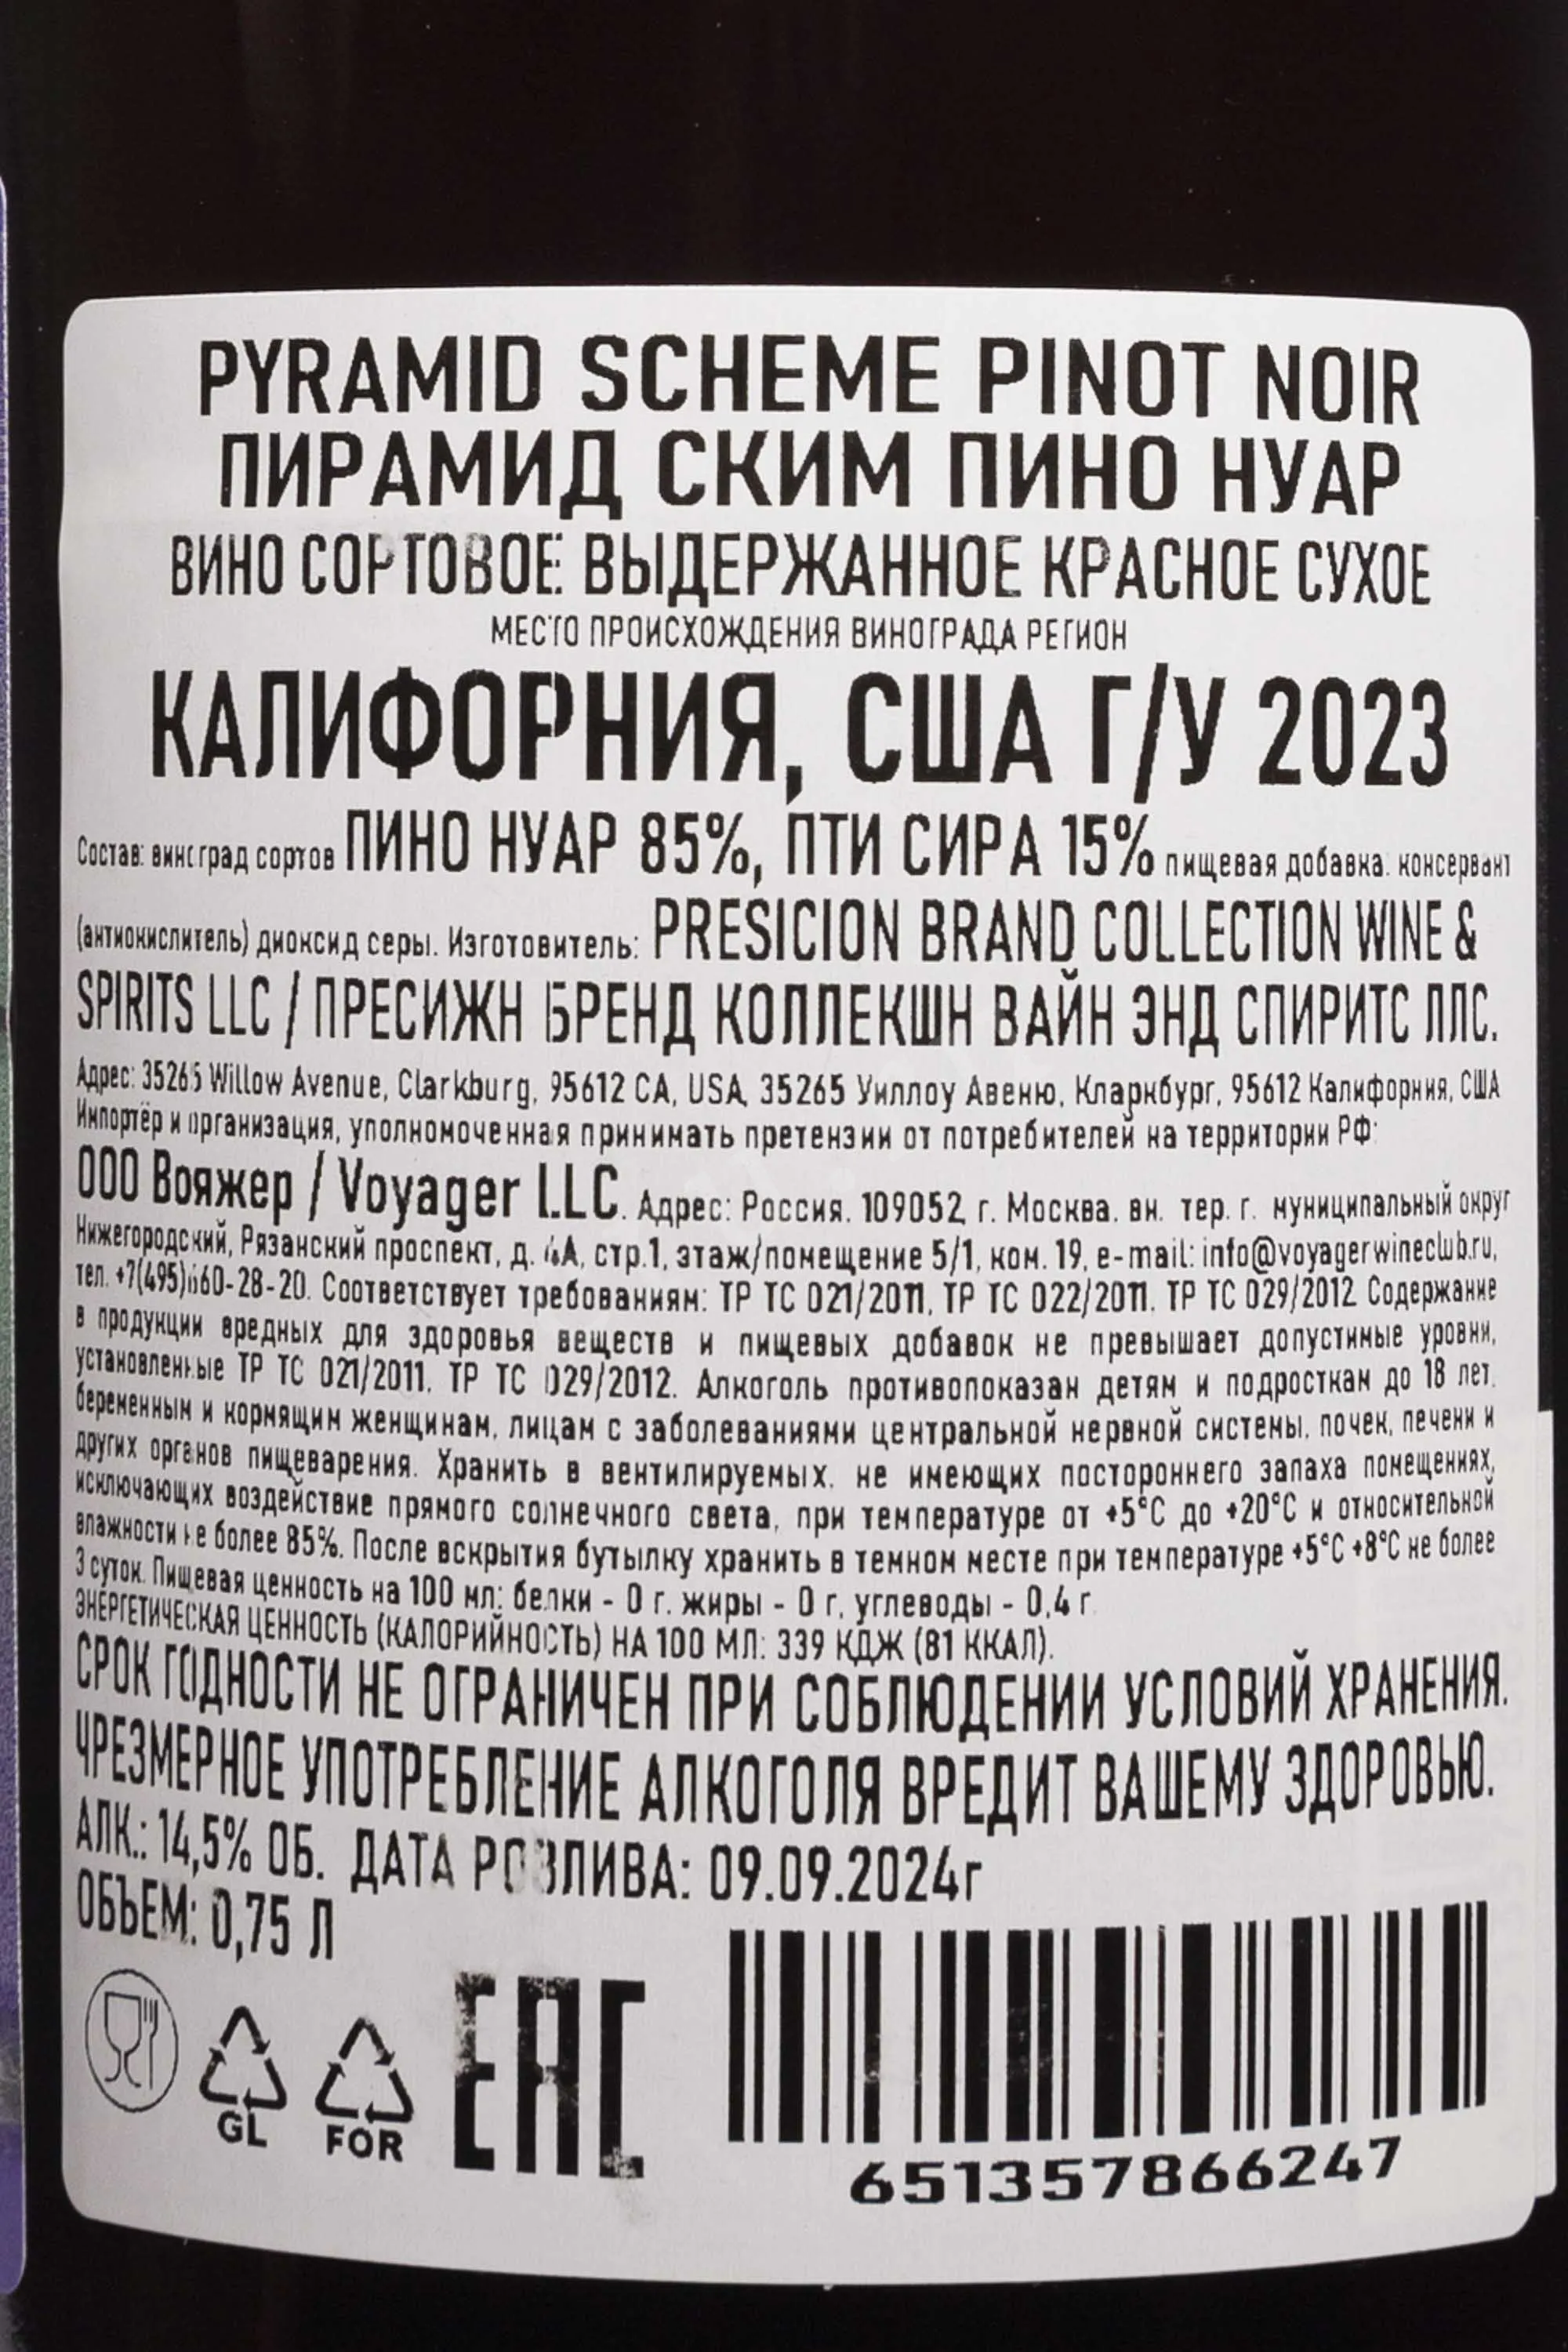 PYRAMID SCHEME PINOT NOIR
ПИРАМИД СКИМ ПИНО НУАР
ВИНО СОРТОВОЕ ВЫДЕРЖАННОЕ КРАСНОЕ СУХОЕ
МЕСТО ПРОИСХОЖДЕНИЯ ВИНОГРАДА РЕГИОН
КАЛИФОРНИЯ, США Г/У 2023
Состав: виноград сортов ПИНО НУАР 85%, ПТИ СИРА 15% пищевая добавка: консервант
(антиокислитель) диоксид серы. Изготовитель: PRESICION BRAND COLLECTION WINE &
SPIRITS LLC / ПРЕСИЖН БРЕНД КОЛЛЕКШН ВАЙН ЭНД СПИРИТС ЛЛС.
Адрес: 35265 Willow Avenue, Clarkburg, 95612 CA, USA, 35265 Уиллоу Авеню, Кларкбург, 95612 Калифорния, США
Импортёр и организация, уполномоченная принимать претензии от потребителей на территории РФ:
ООО Вояжер / Voyager LLC. Адрес: Россия, 109052, г. Москва, вн. тер. г. муниципальный округ
Нижегородский, Рязанский проспект, д. 4А, стр.1, этаж/помещение 5/1, ком. 19, e-mail: info@voyagerwineclub.ru,
тел. +7(495)660-28-20. Соответствует требованиям: ТР ТС 021/2011, ТР ТС 022/2011, ТР ТС 029/2012. Содержание
в продукции вредных для здоровья веществ и пищевых добавок не превышает допустимые уровни,
установленные ТР ТС 021/2011, ТР ТС 029/2012. Алкоголь противопоказан детям и подросткам до 18 лет,
беременным и кормящим женщинам, лицам с заболеваниями центральной нервной системы, почек, печени и
других органов пищеварения. Хранить в вентилируемых, не имеющих постороннего запаха помещениях,
исключающих воздействие прямого солнечного света, при температуре от +5°С до +20°С и относительной
влажности не более 85%. После вскрытия бутылку хранить в темном месте при температуре +5°С +8°С не более
3 суток. Пищевая ценность на 100 мл: белки - 0 г, жиры - 0 г, углеводы - 0,4 г.
ЭНЕРГЕТИЧЕСКАЯ ЦЕННОСТЬ (КАЛОРИЙНОСТЬ) НА 100 МЛ: 339 КДЖ (81 ККАЛ).
СРОК ГОДНОСТИ НЕ ОГРАНИЧЕН ПРИ СОБЛЮДЕНИИ УСЛОВИЙ ХРАНЕНИЯ.
ЧРЕЗМЕРНОЕ УПОТРЕБЛЕНИЕ АЛКОГОЛЯ ВРЕДИТ ВАШЕМУ ЗДОРОВЬЮ.
АЛК.: 14,5% ОБ. ДАТА РОЗЛИВА: 09.09.2024г
ОБЪЕМ: 0,75 Л
GL
FOR
ЕАС
651357866247